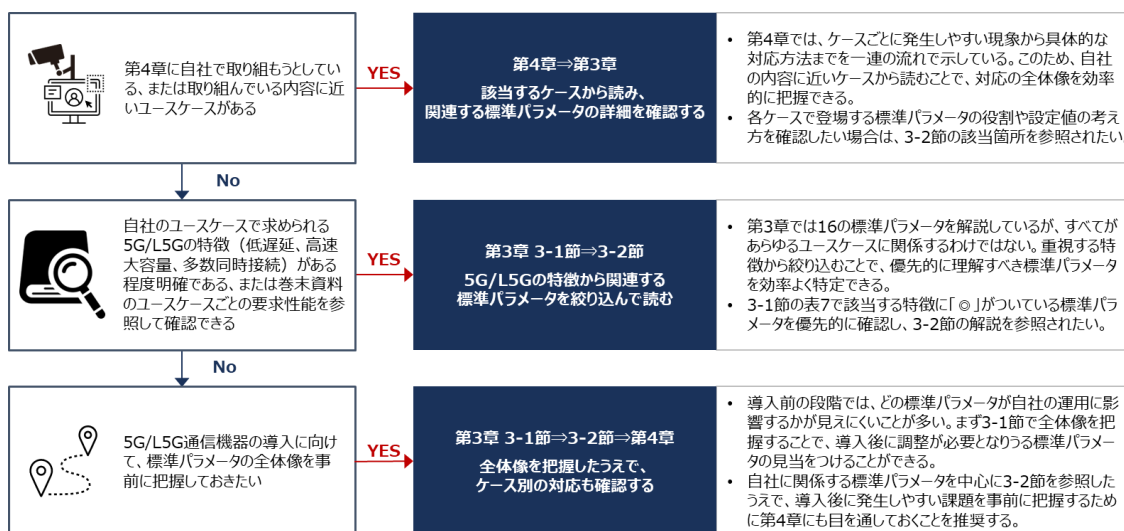 第4章に自社で取り組もうとしてい
る、または取り組んでいる内容に近
いユースケースがある
YES
第4章⇒第3章
該当するケースから読み、
関連する標準パラメータの詳細を確認する
• 第4章では、ケースごとに発生しやすい現象から具体的な
対応方法までを一連の流れで示している。このため、自社
の内容に近いケースから読むことで、対応の全体像を効率
的に把握できる。
• 各ケースで登場する標準パラメータの役割や設定値の考え
方を確認したい場合は、3-2節の該当箇所を参照されたい。
No
自社のユースケースで求められる
5G/L5Gの特徴（低遅延、高速
大容量、多数同時接続）がある
程度明確である、または巻末資料
のユースケースごとの要求性能を参
照して確認できる
YES
第3章 3-1節⇒3-2節
5G/L5Gの特徴から関連する
標準パラメータを絞り込んで読む
• 第3章では16の標準パラメータを解説しているが、すべてが
あらゆるユースケースに関係するわけではない。重視する特
徴から絞り込むことで、優先的に理解すべき標準パラメータ
を効率よく特定できる。
• 3-1節の表7で該当する特徴に「◎」がついている標準パラ
メータを優先的に確認し、3-2節の解説を参照されたい。
No
5G/L5G通信機器の導入に向け
て、標準パラメータの全体像を事
前に把握しておきたい
YES
第3章 3-1節⇒3-2節⇒第4章
全体像を把握したうえで、
ケース別の対応も確認する
• 導入前の段階では、どの標準パラメータが自社の運用に影
響するかが見えにくいことが多い。まず3-1節で全体像を把
握することで、導入後に調整が必要となりうる標準パラメー
タの見当をつけることができる。
• 自社に関係する標準パラメータを中心に3-2節を参照した
うえで、導入後に発生しやすい課題を事前に把握するため
に第4章にも目を通しておくことを推奨する。